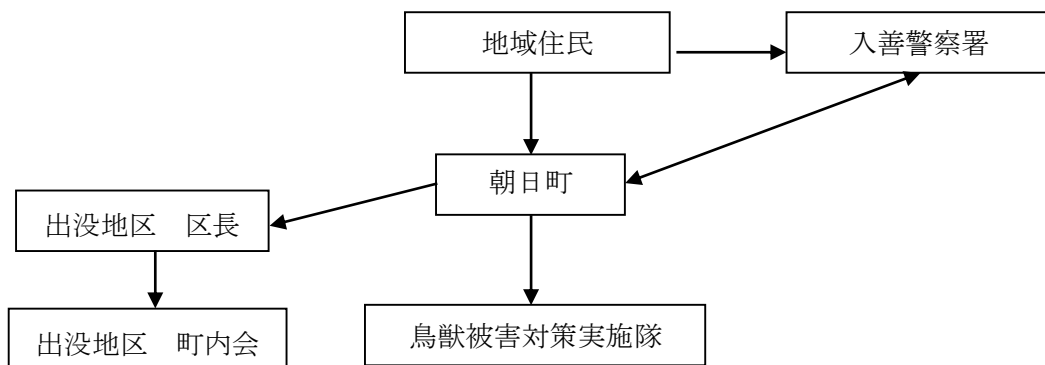 地域住民
入善警察署
朝日町
出没地区　区長
出没地区　町内会
鳥獣被害対策実施隊